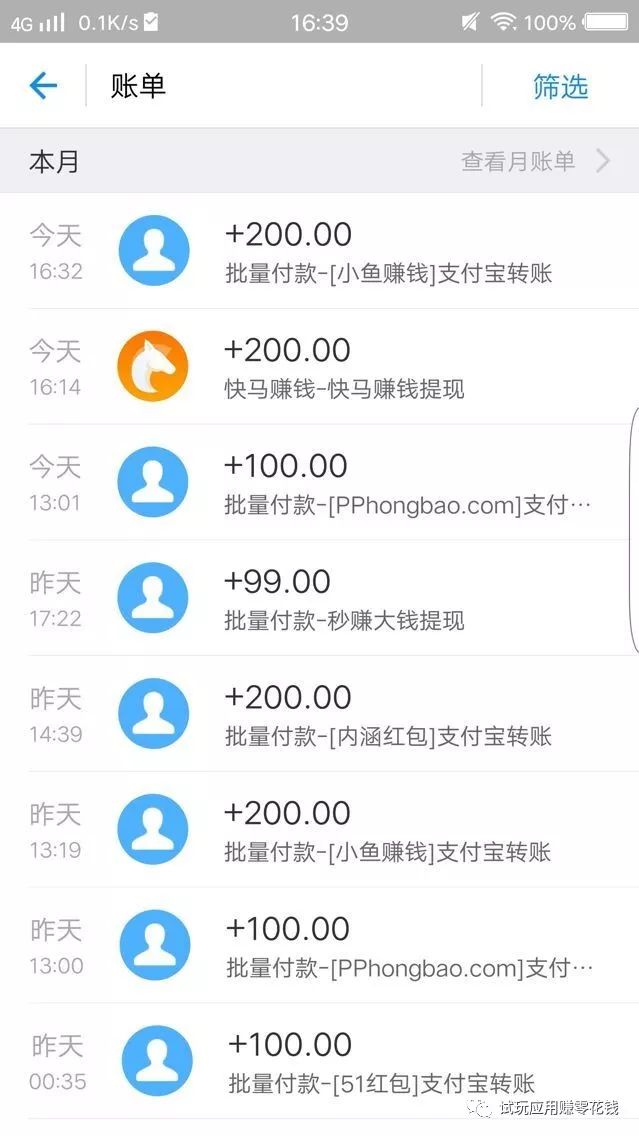 4G 0.1K/s 16:39 100%
账单 筛选
本月 查看月账单
今天 +200.00
16:32 批量付款-[小鱼赚钱]支付宝转账
今天 +200.00
16:14 快马赚钱-快马赚钱提现
今天 +100.00
13:01 批量付款-[PPhongbao.com]支付…
昨天 +99.00
17:22 批量付款-秒赚大钱提现
昨天 +200.00
14:39 批量付款-[内涵红包]支付宝转账
昨天 +200.00
13:19 批量付款-[小鱼赚钱]支付宝转账
昨天 +100.00
13:00 批量付款-[PPhongbao.com]支付…
昨天 +100.00
00:35 批量付款-[51红包]支付宝转账
试玩应用赚零花钱